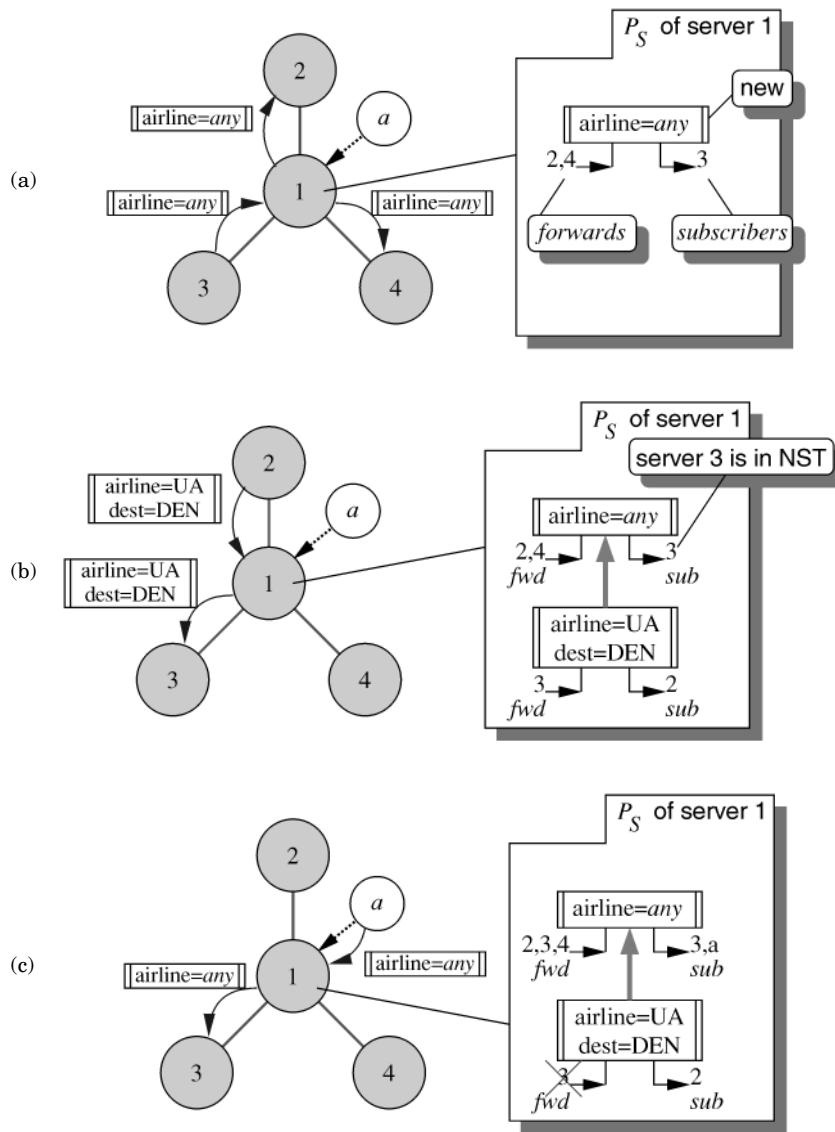 (a)
2
airline=any
a
1
airline=any
airline=any
3
4
PS of server 1
new
airline=any
2,4
3
forwards
subscribers
(b)
2
airline=UA
dest=DEN
a
1
airline=UA
dest=DEN
3
4
PS of server 1
server 3 is in NST
airline=any
2,4
fwd
3
sub
airline=UA
dest=DEN
3
fwd
2
sub
(c)
2
a
1
airline=any
airline=any
3
4
PS of server 1
airline=any
2,3,4
fwd
3,a
sub
airline=UA
dest=DEN
3
fwd
2
sub